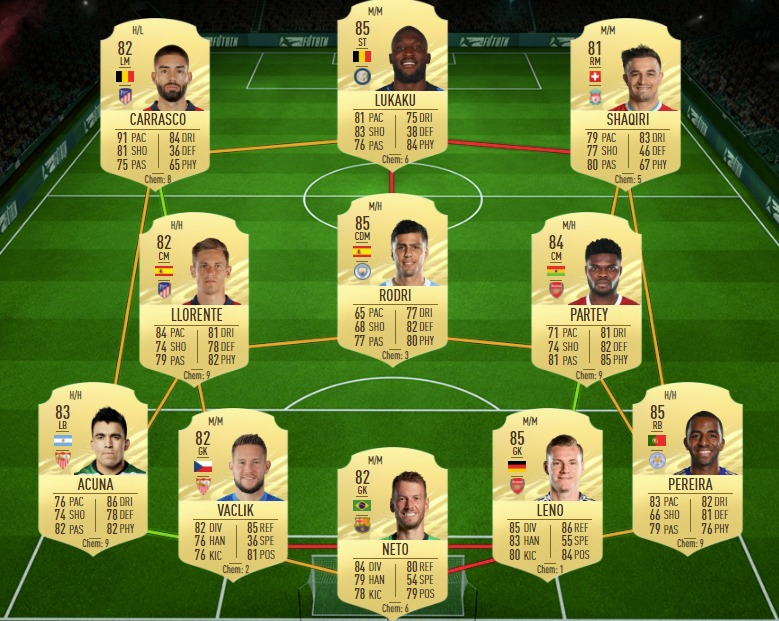 H/L
82
LM
CARRASCO
91 PAC 84 DRI
81 SHO 36 DEF
75 PAS 65 PHY
Chem: 8
M/M
85
ST
LUKAKU
81 PAC 75 DRI
83 SHO 38 DEF
76 PAS 84 PHY
Chem: 6
M/M
81
RM
SHAQIRI
79 PAC 83 DRI
77 SHO 46 DEF
80 PAS 67 PHY
Chem: 5
H/H
82
CM
LLORENTE
84 PAC 81 DRI
74 SHO 78 DEF
79 PAS 82 PHY
Chem: 9
M/H
85
CDM
RODRI
65 PAC 77 DRI
68 SHO 82 DEF
77 PAS 80 PHY
Chem: 3
M/H
84
CM
PARTEY
71 PAC 81 DRI
74 SHO 82 DEF
81 PAS 85 PHY
Chem: 9
H/H
83
LB
ACUNA
76 PAC 86 DRI
74 SHO 78 DEF
82 PAS 82 PHY
Chem: 9
M/M
82
GK
VACLIK
82 DIV 85 REF
76 HAN 36 SPE
76 KIC 81 POS
Chem: 2
M/M
82
GK
NETO
84 DIV 80 REF
79 HAN 54 SPE
78 KIC 79 POS
Chem: 6
M/M
85
GK
LENO
85 DIV 86 REF
83 HAN 55 SPE
80 KIC 84 POS
Chem: 1
H/H
85
RB
PEREIRA
83 PAC 82 DRI
66 SHO 81 DEF
79 PAS 76 PHY
Chem: 9